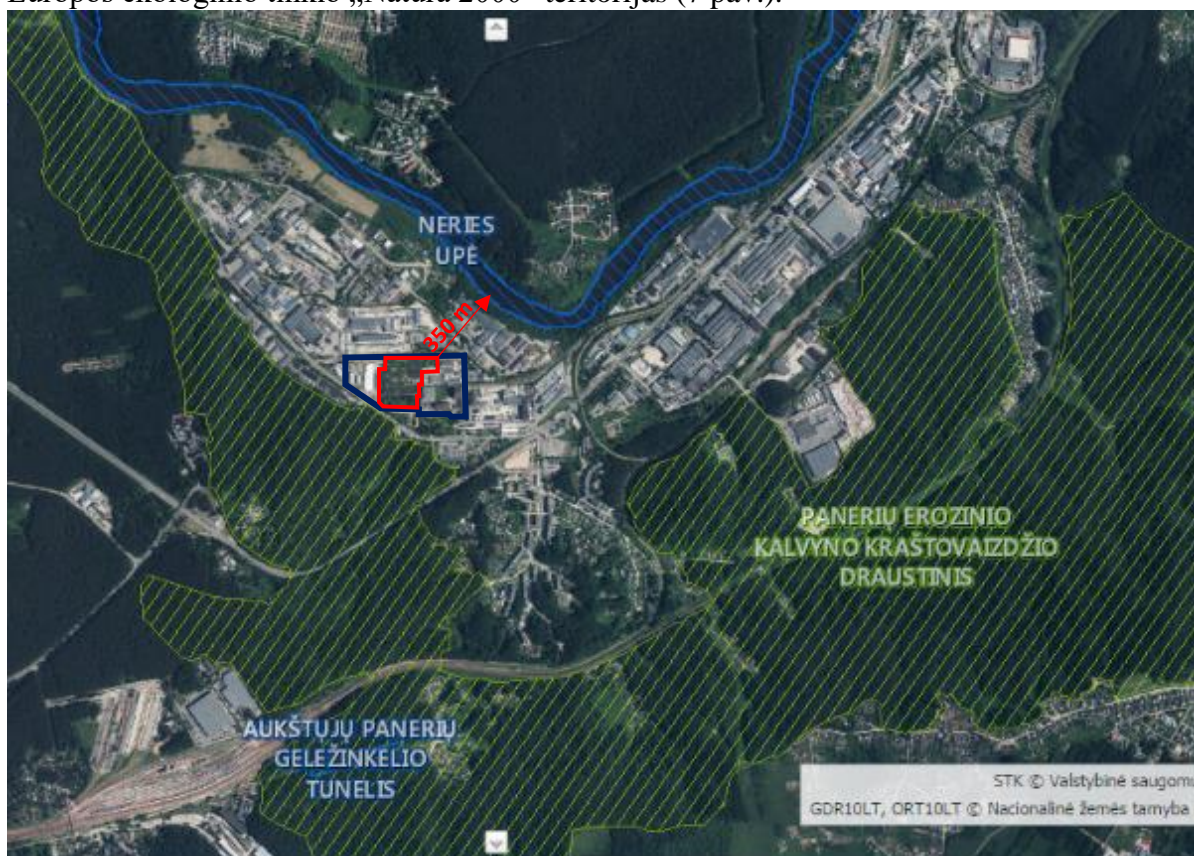 Europos ekologinio tinklo „Natura 2000“ teritorijas (7 pav.).
NERIES
UPĖ
350 m
PANERIŲ EROZINIO
KALVYNO KRAŠTOVAIZDŽIO
DRAUSTINIS
AUKŠTŲJŲ PANERIŲ
GELEŽINKELIO
TUNELIS
STK © Valstybinė saugom
GDR10LT, ORT10LT © Nacionalinė žemės tarnyba